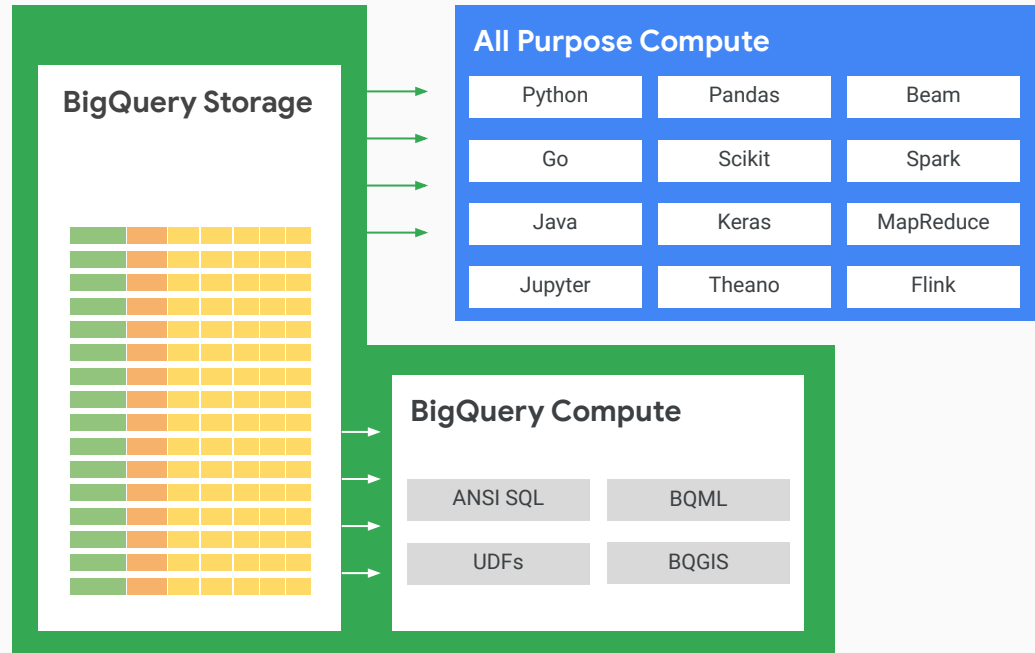 All Purpose Compute
BigQuery Storage
Python
Pandas
Beam
Go
Scikit
Spark
Java
Keras
MapReduce
Jupyter
Theano
Flink
BigQuery Compute
ANSI SQL
BQML
UDFs
BQGIS